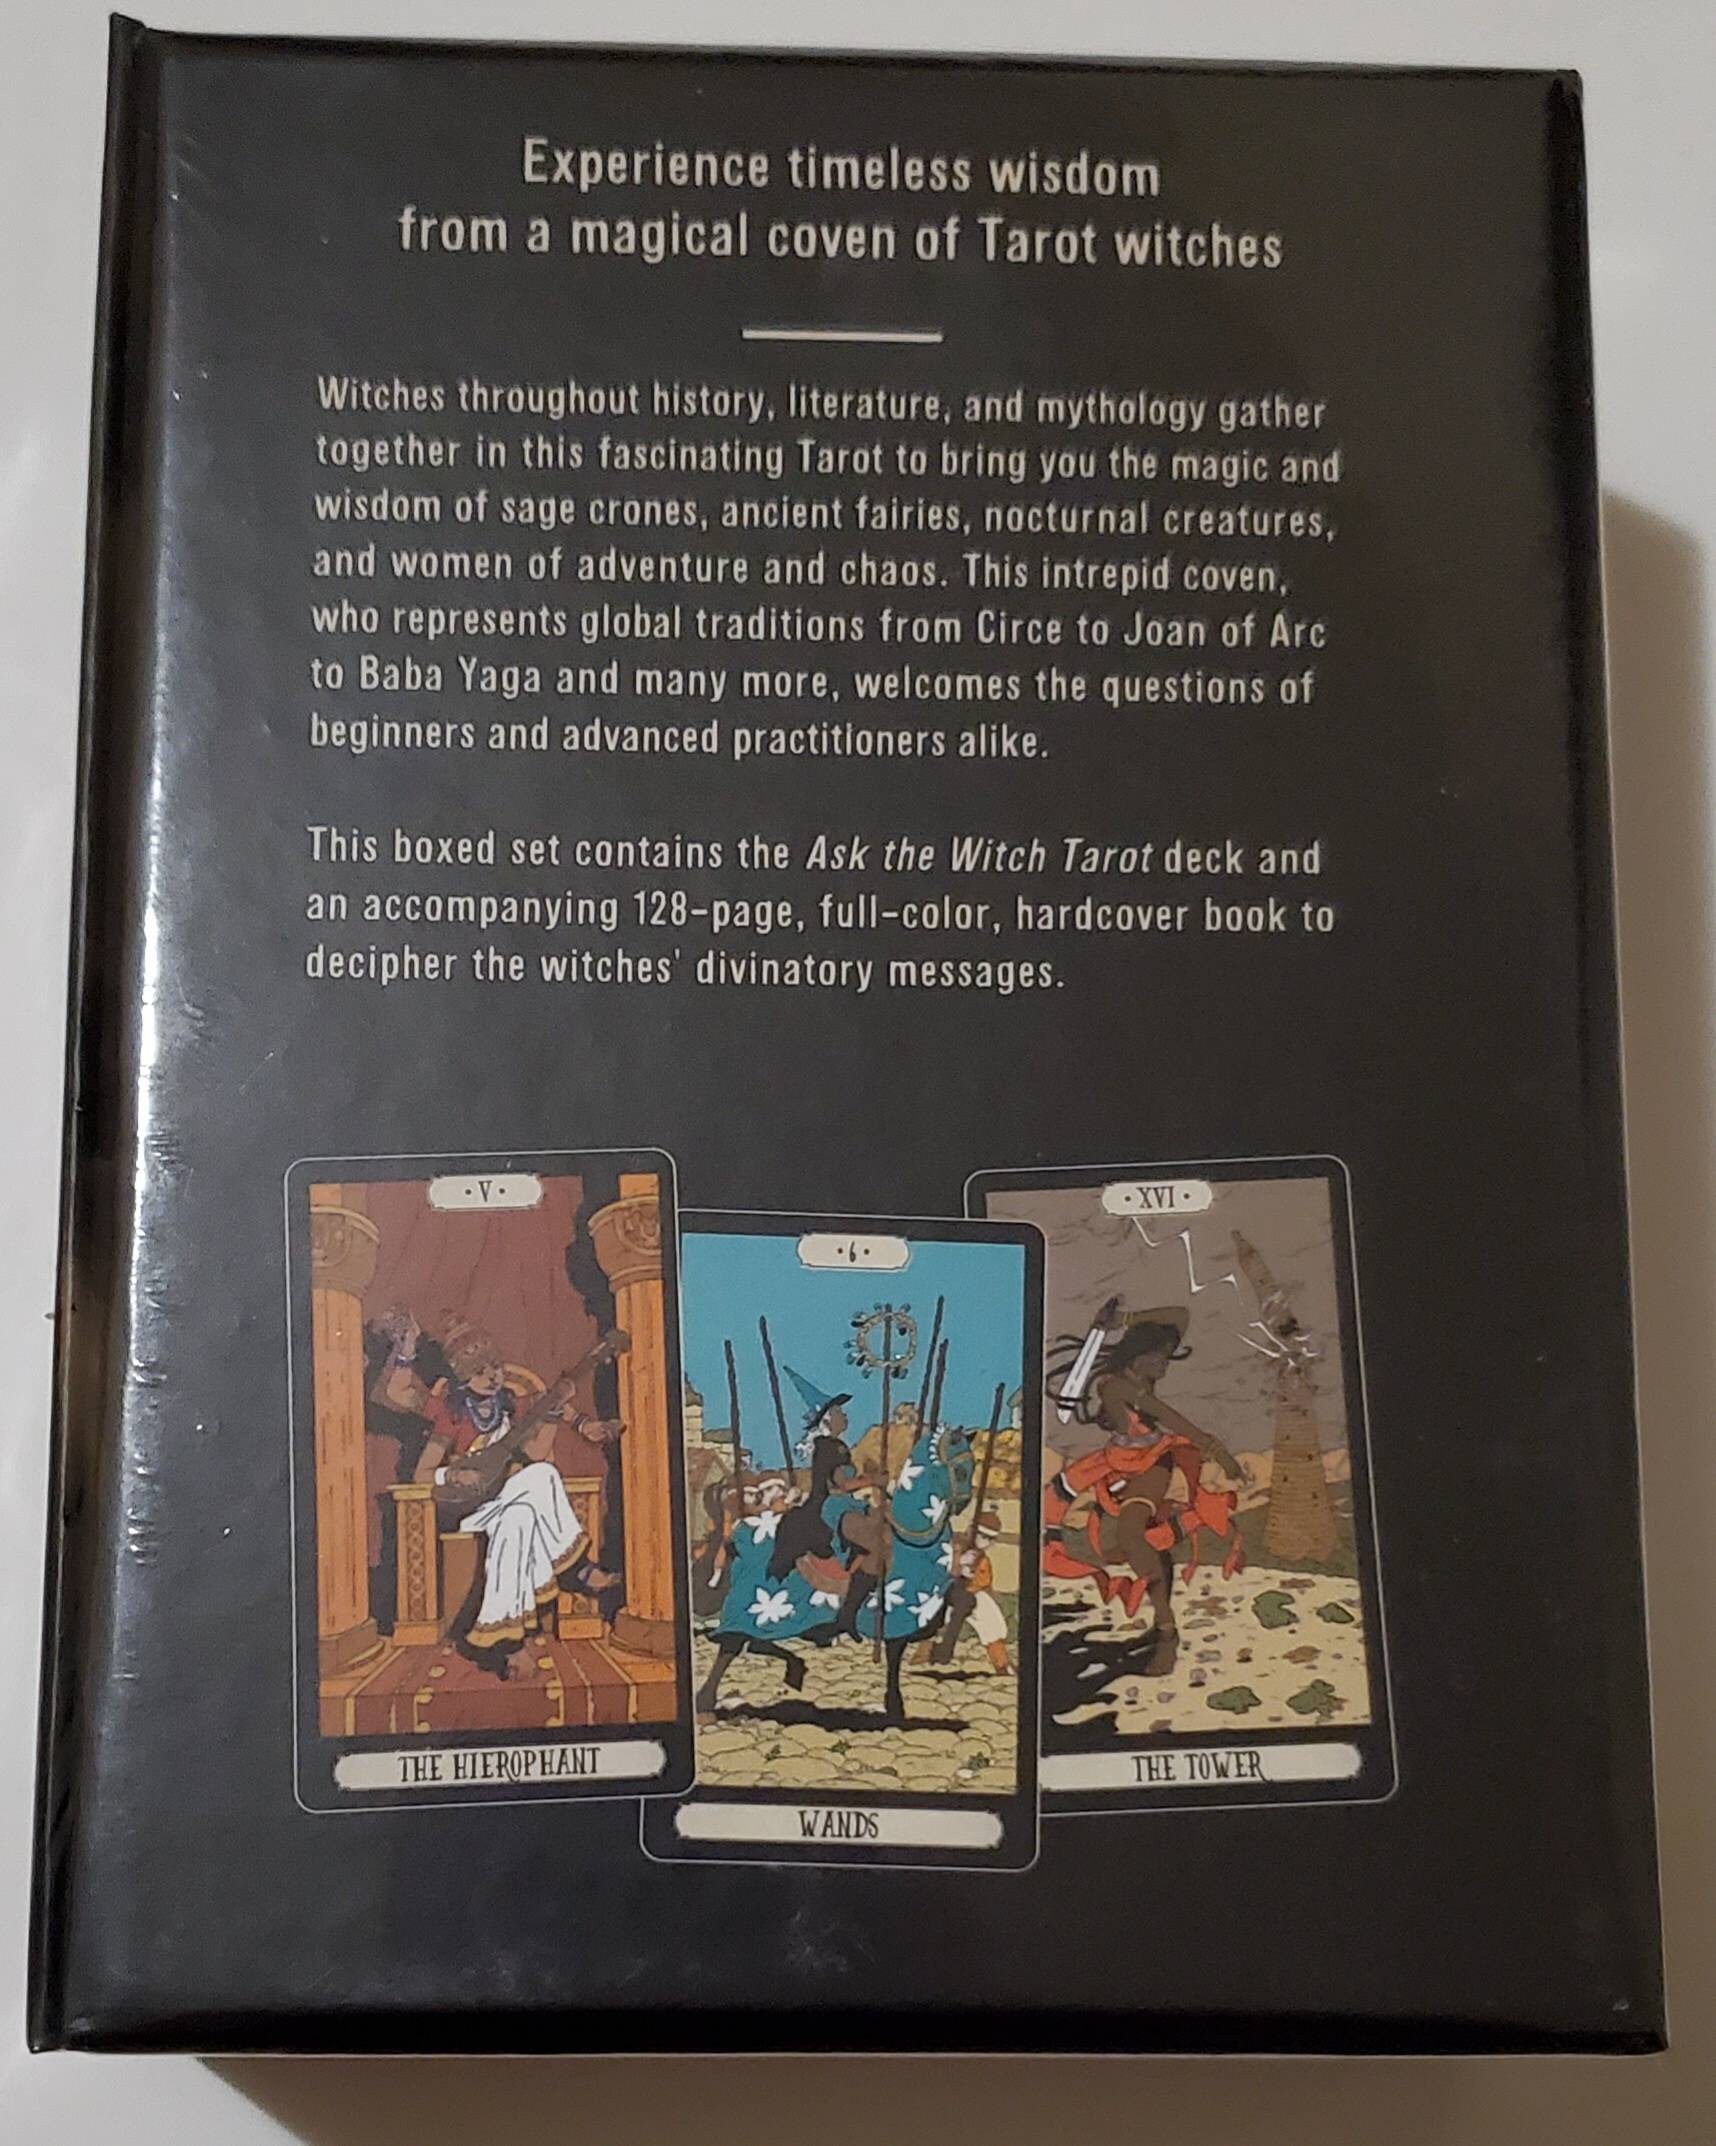 Experience timeless wisdom
from a magical coven of Tarot witches
Witches throughout history, literature, and mythology gather
together in this fascinating Tarot to bring you the magic and
wisdom of sage crones, ancient fairies, nocturnal creatures,
and women of adventure and chaos. This intrepid coven,
who represents global traditions from Circe to Joan of Arc
to Baba Yaga and many more, welcomes the questions of
beginners and advanced practitioners alike.
This boxed set contains the Ask the Witch Tarot deck and
an accompanying 128-page, full-color, hardcover book to
decipher the witches' divinatory messages.
• V •
THE HIEROPHANT
• 6 •
WANDS
• XVI •
THE TOWER